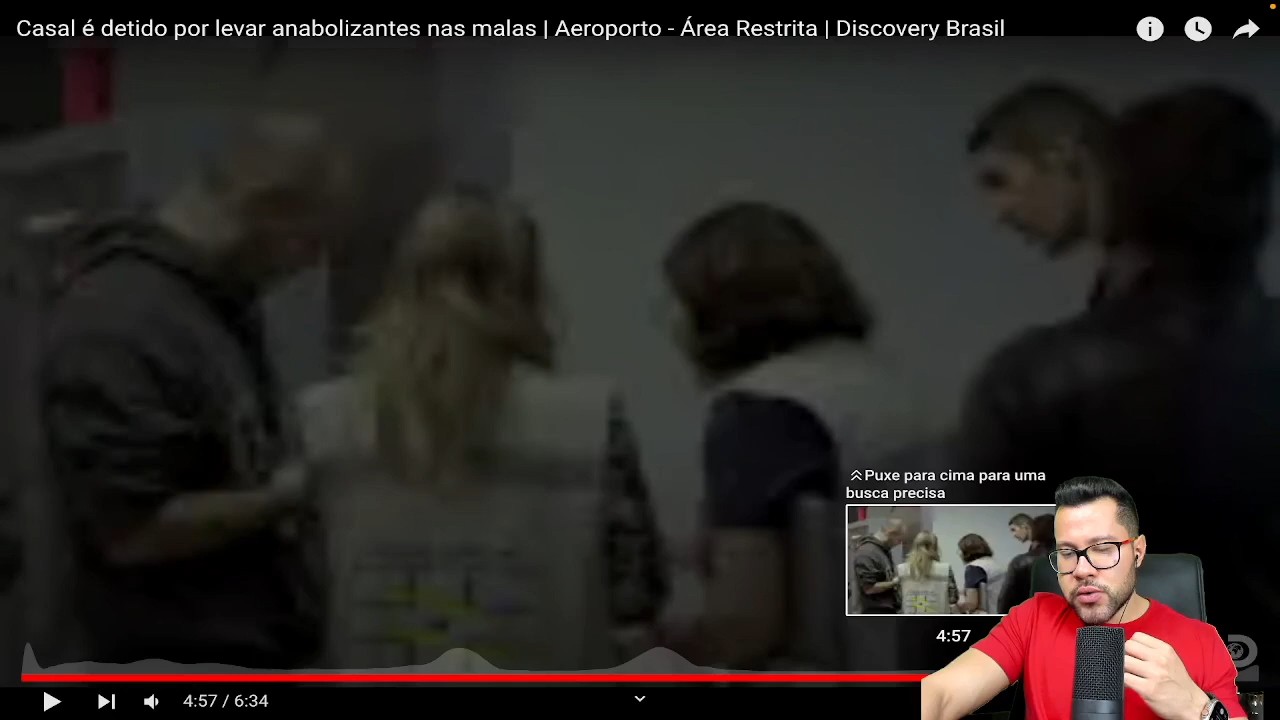 Casal é detido por levar anabolizantes nas malas | Aeroporto - Área Restrita | Discovery Brasil
Puxe para cima para uma
busca precisa
4:57
4:57 / 6:34